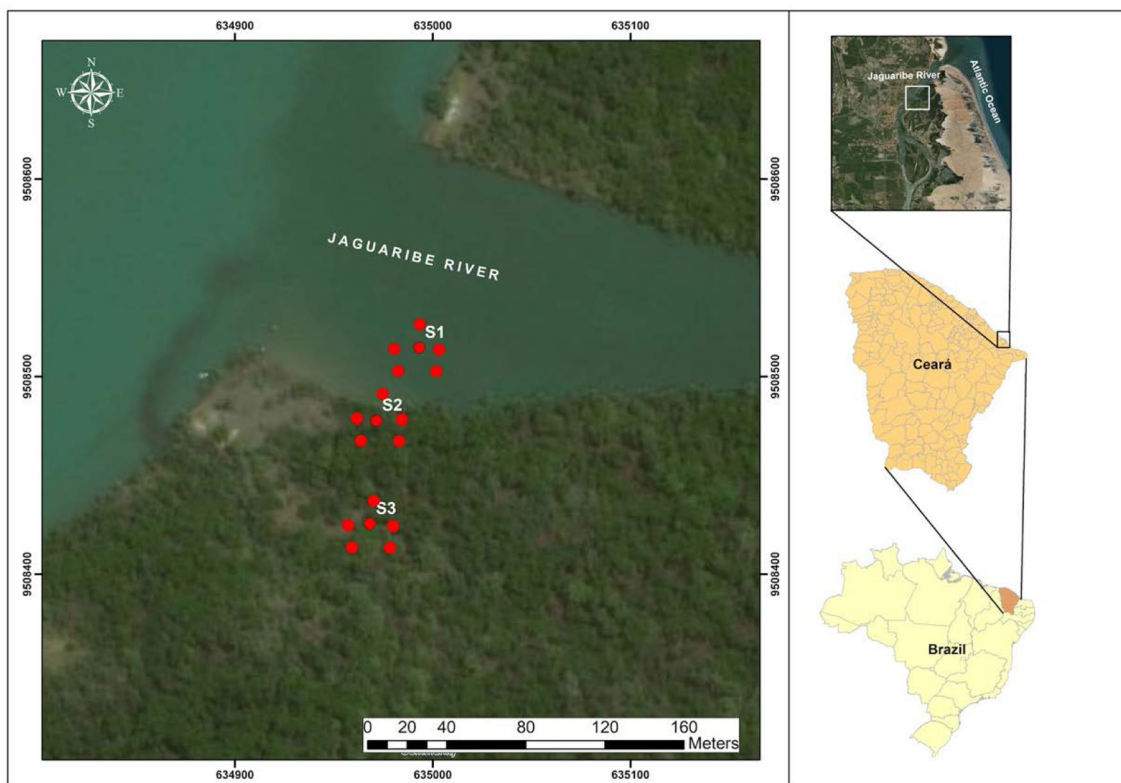 634900 635000 635100
N
W E
S
9508600
9508500
9508400
JAGUARIBE RIVER
S1
S2
S3
0 20 40 80 120 160
Meters
634900 635000 635100
9508600
9508500
9508400
Jaguaribe River
Atlantic Ocean
Ceará
Brazil